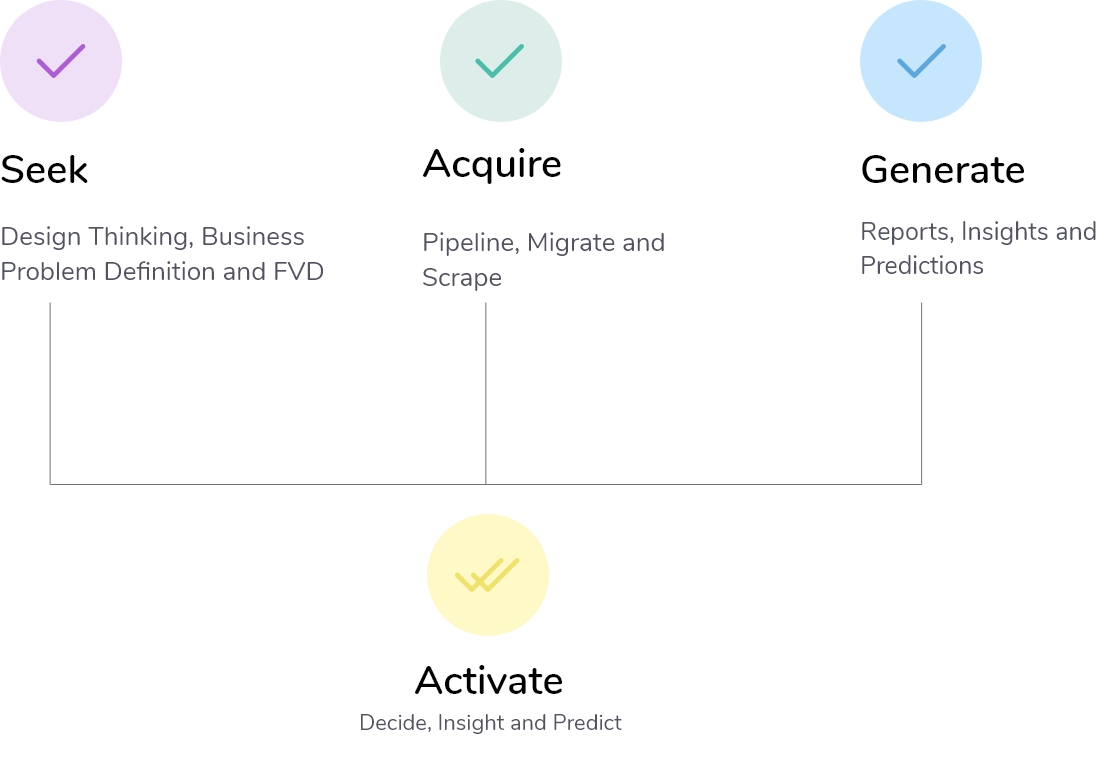 Seek
Design Thinking, Business
Problem Definition and FVD
Acquire
Pipeline, Migrate and
Scrape
Generate
Reports, Insights and
Predictions
Activate
Decide, Insight and Predict